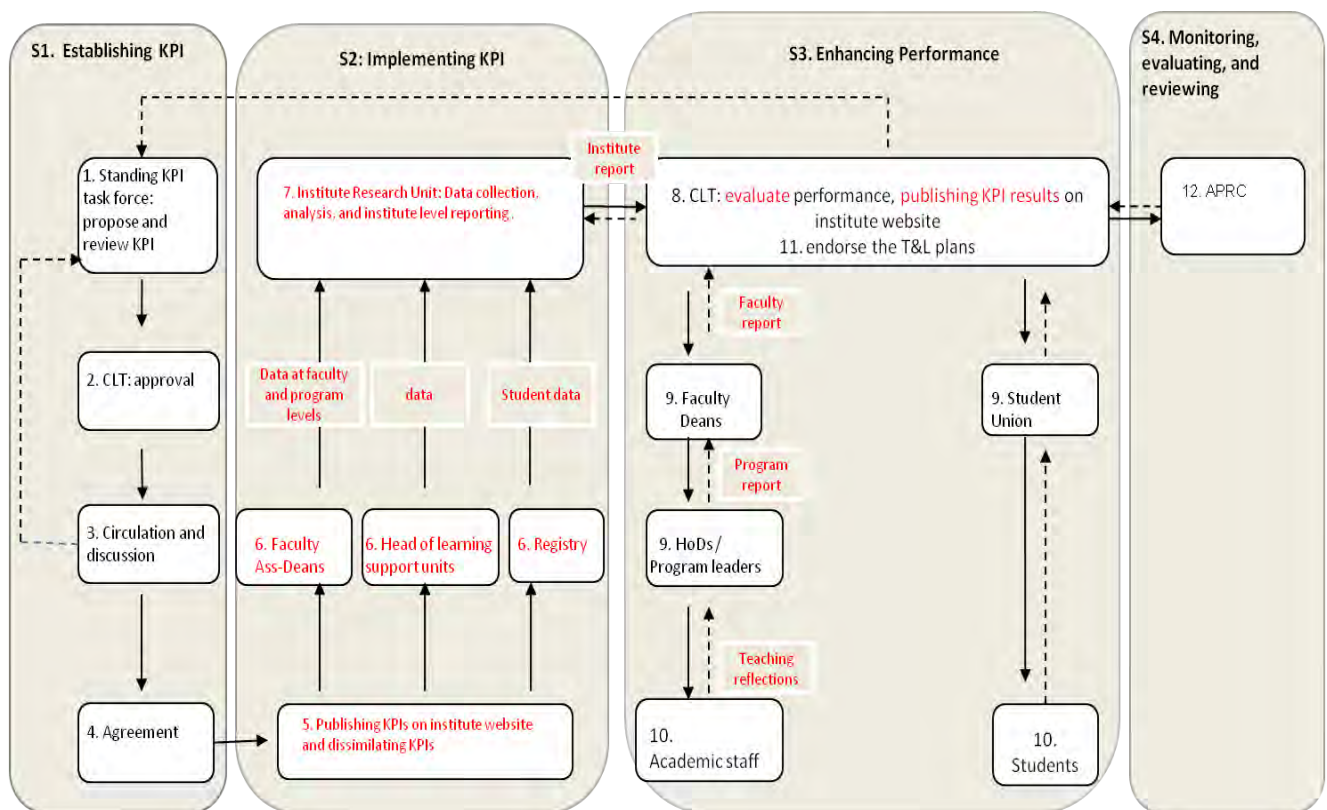 S1. Establishing KPI
1. Standing KPI
task force:
propose and
review KPI
2. CLT: approval
3. Circulation and
discussion
4. Agreement
S2: Implementing KPI
7. Institute Research Unit: Data collection,
analysis, and institute level reporting.
Data at faculty
and program
levels
data
Student data
6. Faculty
Ass-Deans
6. Head of learning
support units
6. Registry
5. Publishing KPIs on institute website
and dissimilating KPIs
Institute
report
S3. Enhancing Performance
8. CLT: evaluate performance, publishing KPI results on
institute website
11. endorse the T&L plans
Faculty
report
9. Faculty
Deans
Program
report
9. HoDs /
Program leaders
Teaching
reflections
10.
Academic staff
9. Student
Union
10.
Students
S4. Monitoring,
evaluating, and
reviewing
12. APRC